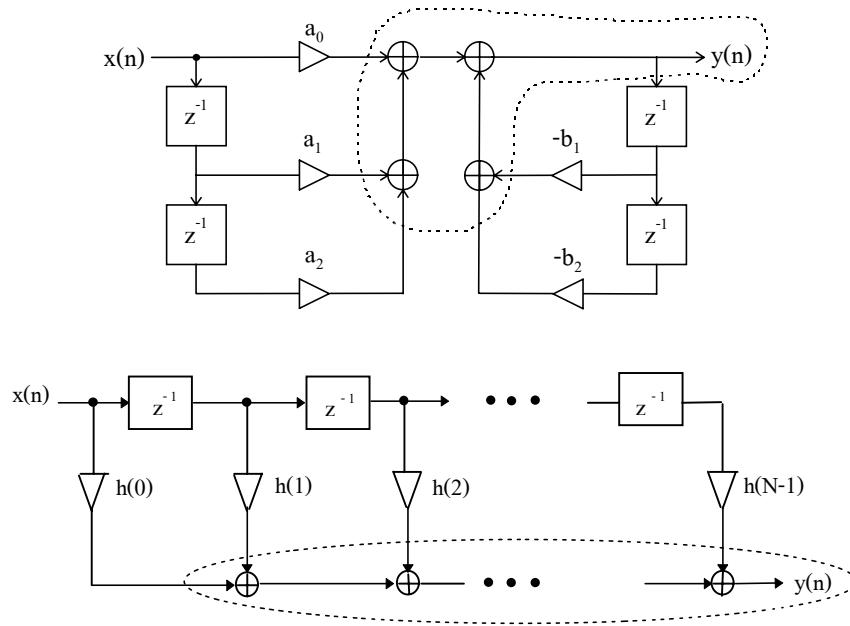 a₀
x(n) y(n)
z⁻¹ z⁻¹
a₁ -b₁
z⁻¹ z⁻¹
a₂ -b₂
x(n) z⁻¹ z⁻¹ • • • z⁻¹
h(0) h(1) h(2) h(N-1)
• • • y(n)